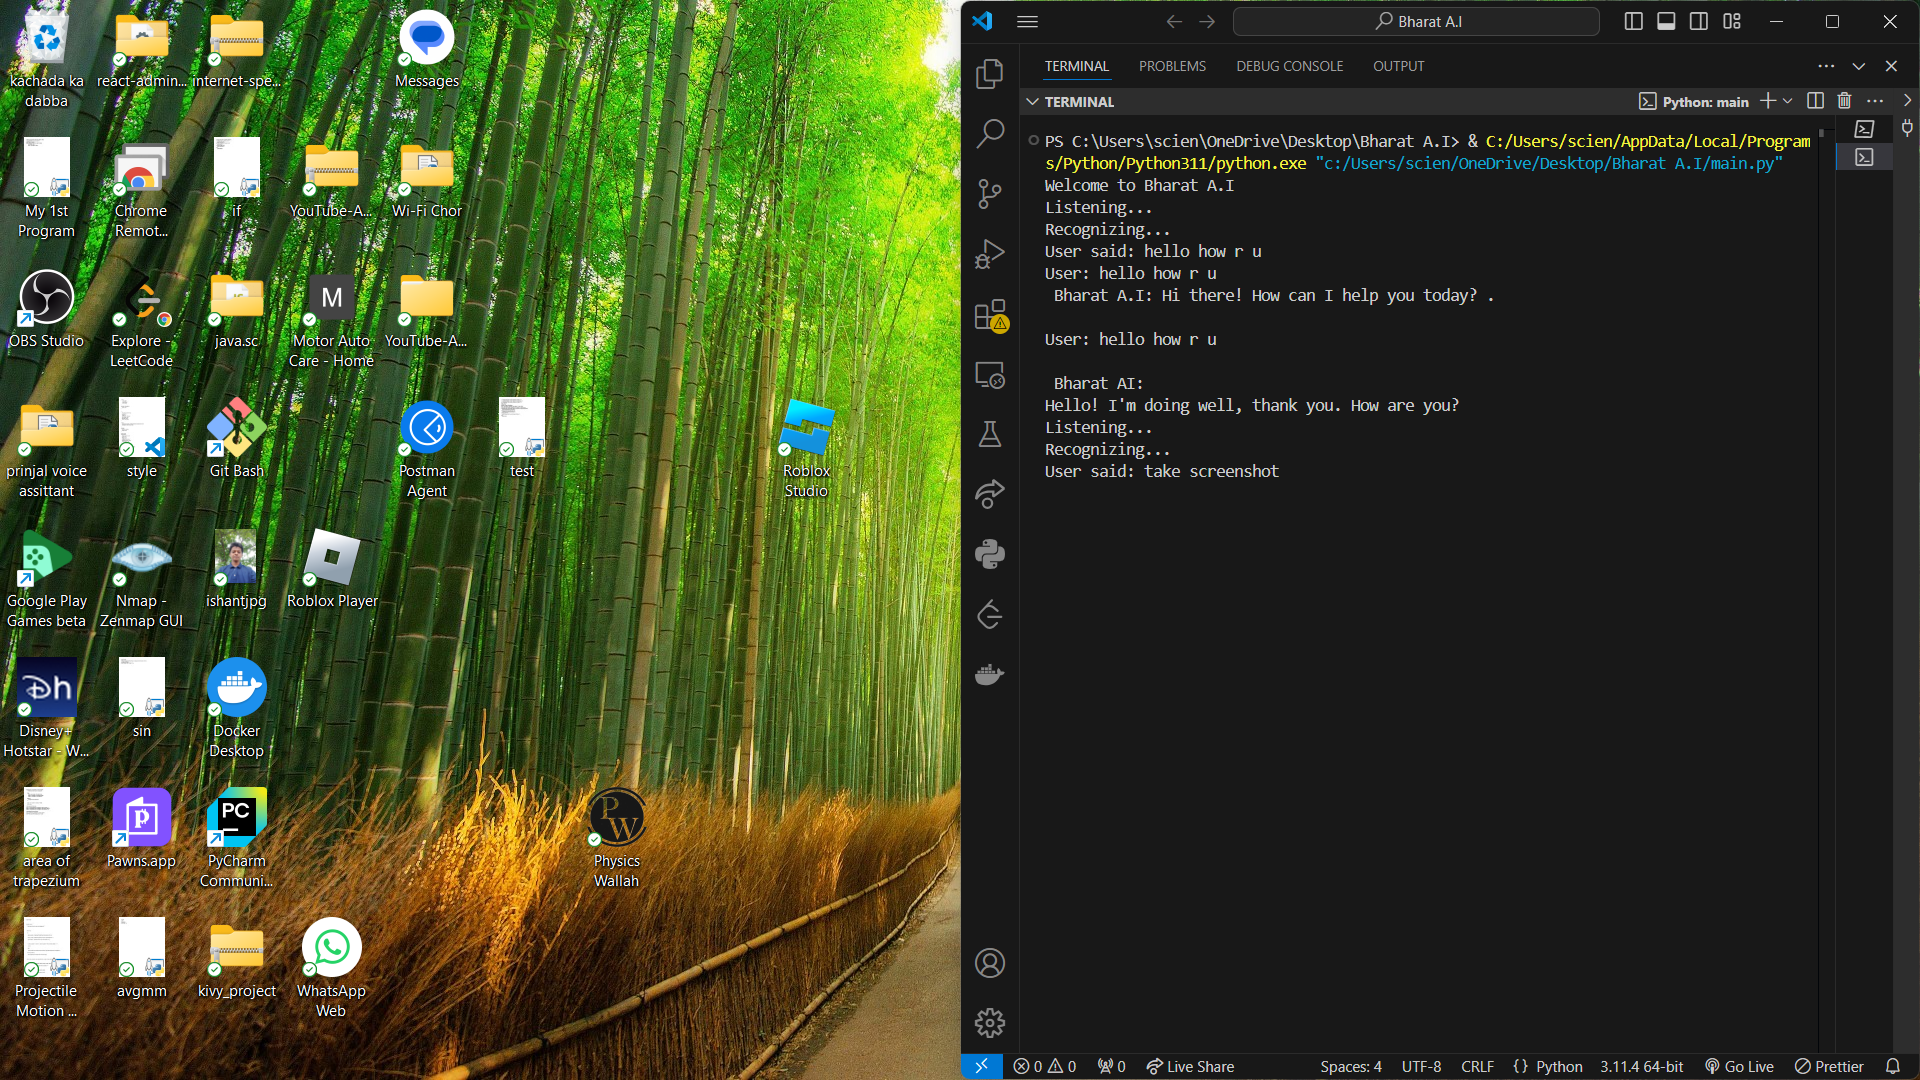 kachada ka
dabba
react-admin...
internet-spe...
Messages
My 1st
Program
Chrome
Remot...
if
YouTube-A...
Wi-Fi Chor
OBS Studio
Explore -
LeetCode
java.sc
M
Motor Auto
Care - Home
YouTube-A...
prinjal voice
assittant
style
Git Bash
Postman
Agent
test
Roblox
Studio
Google Play
Games beta
Nmap -
Zenmap GUI
ishantjpg
Roblox Player
Dh
Disney+
Hotstar - W...
sin
Docker
Desktop
area of
trapezium
Pawns.app
PC
PyCharm
Communi...
PW
Physics
Wallah
Projectile
Motion ...
avgmm
kivy_project
WhatsApp
Web
Bharat A.I
TERMINAL PROBLEMS DEBUG CONSOLE OUTPUT
TERMINAL
Python: main
PS C:\Users\scien\OneDrive\Desktop\Bharat A.I> & C:/Users/scien/AppData/Local/Program
s/Python/Python311/python.exe "c:/Users/scien/OneDrive/Desktop/Bharat A.I/main.py"
Welcome to Bharat A.I
Listening...
Recognizing...
User said: hello how r u
User: hello how r u
Bharat A.I: Hi there! How can I help you today? .
User: hello how r u
Bharat AI:
Hello! I'm doing well, thank you. How are you?
Listening...
Recognizing...
User said: take screenshot
0 0 0 Live Share Spaces: 4 UTF-8 CRLF {} Python 3.11.4 64-bit Go Live Prettier